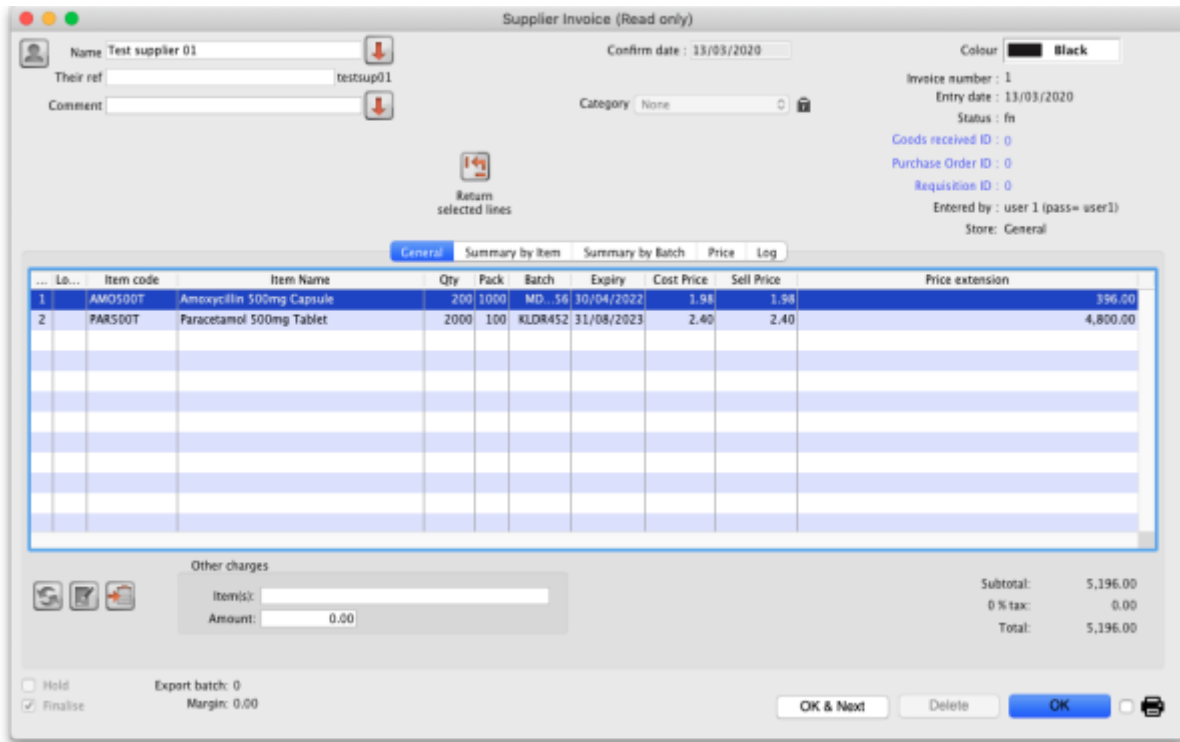 Supplier Invoice (Read only)
Name Test supplier 01 Confirm date : 13/03/2020 Colour Black
Their ref testsup01 Invoice number : 1
Comment Category None Entry date : 13/03/2020
Status : fn
Goods received ID : 0
Purchase Order ID : 0
Return Requisition ID : 0
selected lines Entered by : user 1 (pass= user1)
Store: General
General Summary by Item Summary by Batch Price Log
... Lo... Item code Item Name Qty Pack Batch Expiry Cost Price Sell Price Price extension
1 AMO500T Amoxycillin 500mg Capsule 200 1000 MD...56 30/04/2022 1.98 1.98 396.00
2 PAR500T Paracetamol 500mg Tablet 2000 100 KLDR452 31/08/2023 2.40 2.40 4,800.00
Other charges
Item(s): Subtotal: 5,196.00
Amount: 0.00 0 % tax: 0.00
Total: 5,196.00
Hold Export batch: 0
Finalise Margin: 0.00 OK & Next Delete OK